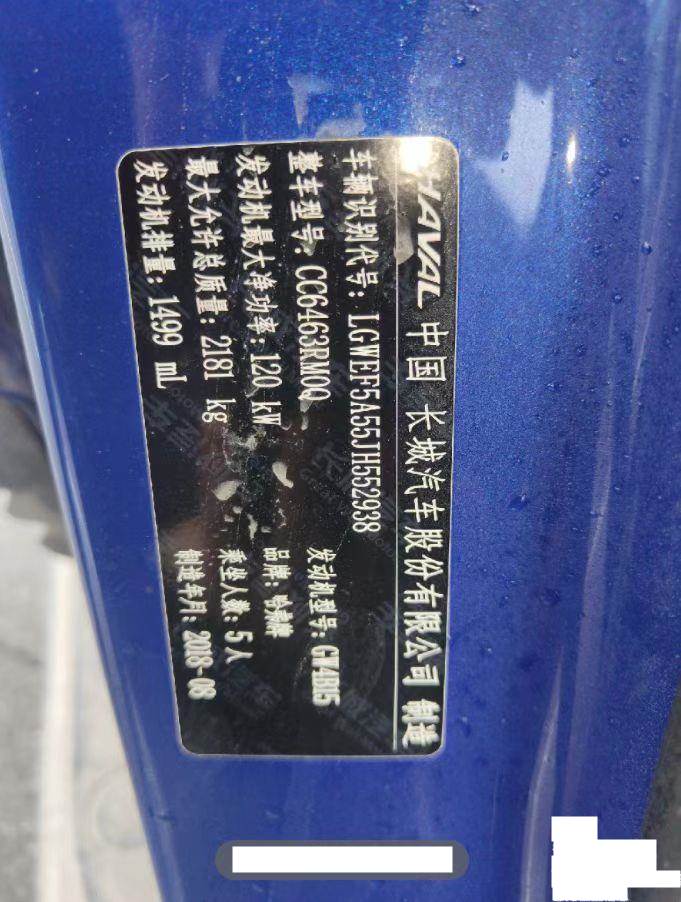 HAVAL 中国 长城汽车股份有限公司 制造
车辆识别代号: LGWEF5A55JH552938
整车型号: CC6463RM0Q 发动机型号: GW4B15
发动机最大净功率: 120 kW 品牌: 哈弗牌
最大允许总质量: 2181 kg 乘坐人数: 5人
发动机排量: 1499 mL 制造年月: 2018-08